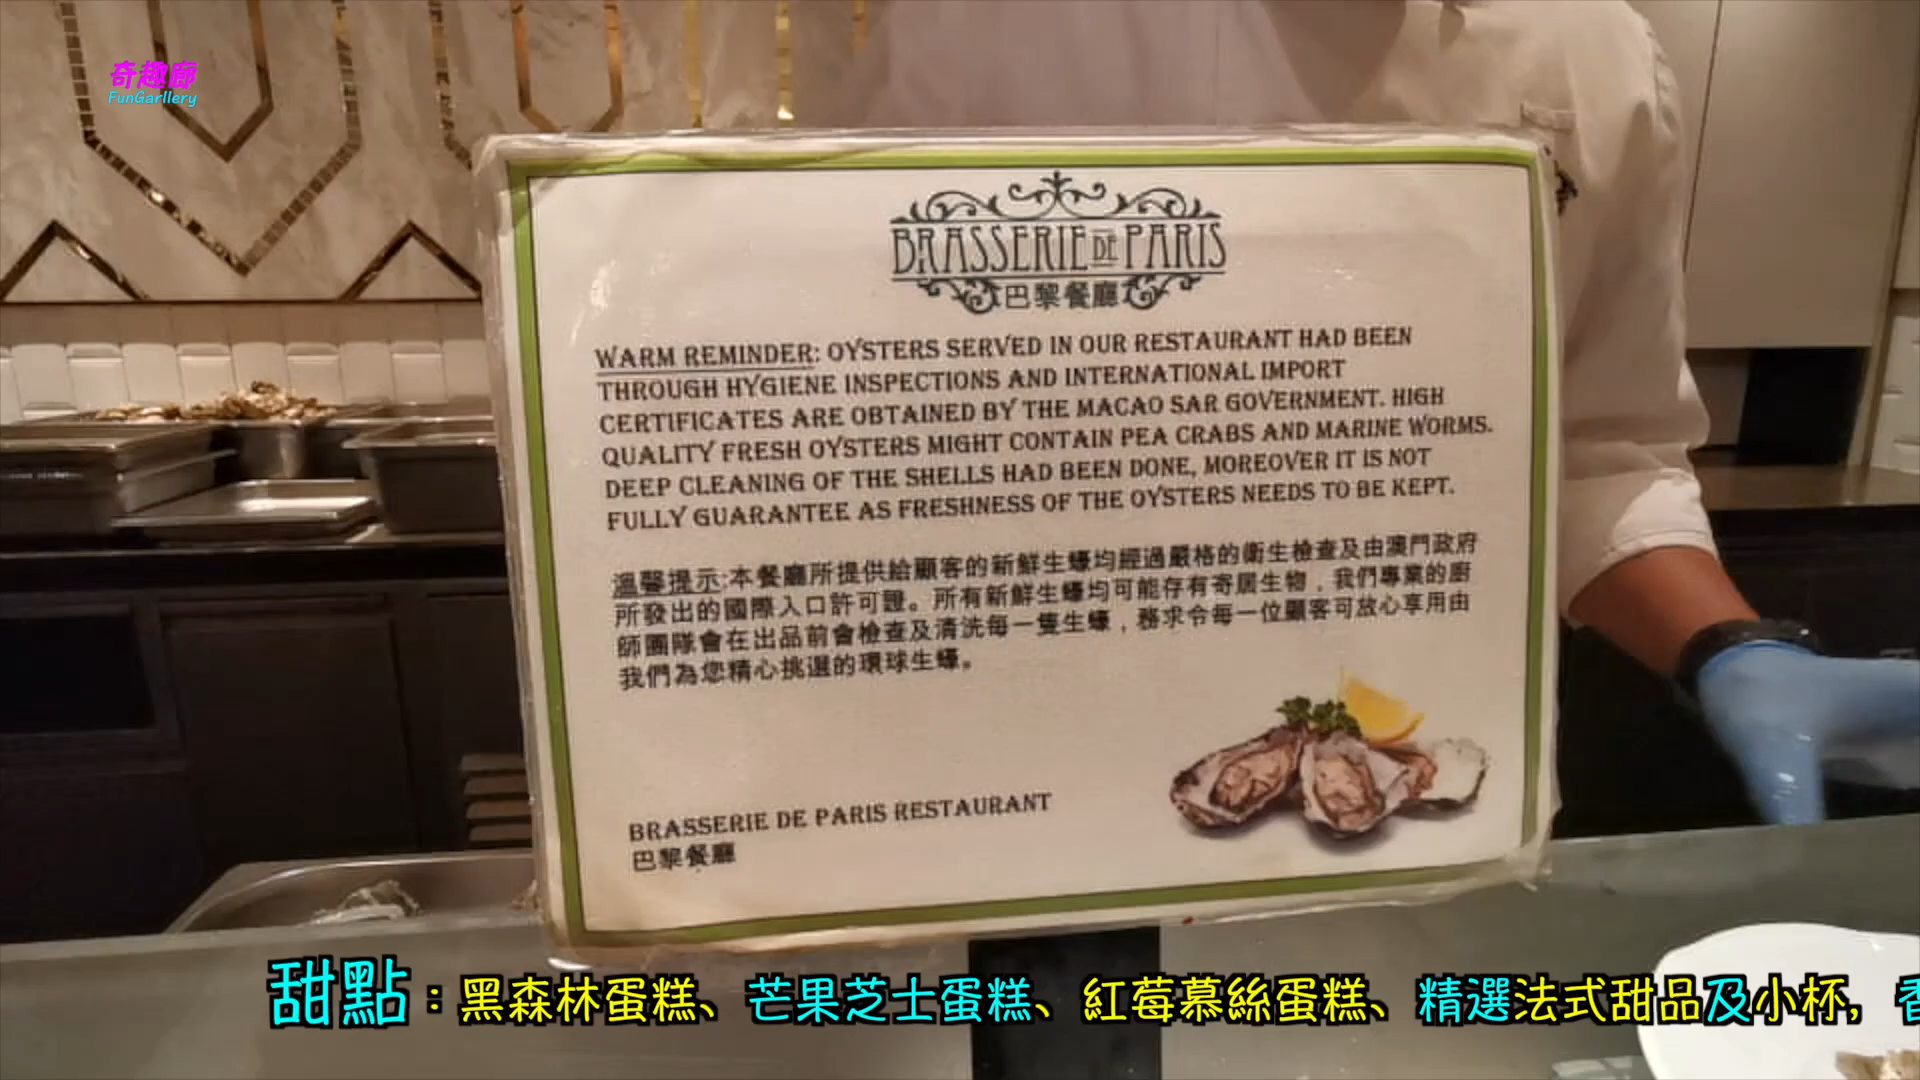 奇趣廊
FunGarllery
BRASSERIE DE PARIS
巴黎餐廳
WARM REMINDER: OYSTERS SERVED IN OUR RESTAURANT HAD BEEN
THROUGH HYGIENE INSPECTIONS AND INTERNATIONAL IMPORT
CERTIFICATES ARE OBTAINED BY THE MACAO SAR GOVERNMENT. HIGH
QUALITY FRESH OYSTERS MIGHT CONTAIN PEA CRABS AND MARINE WORMS.
DEEP CLEANING OF THE SHELLS HAD BEEN DONE, MOREOVER IT IS NOT
FULLY GUARANTEE AS FRESHNESS OF THE OYSTERS NEEDS TO BE KEPT.
溫馨提示:本餐廳所提供給顧客的新鮮生蠔均經過嚴格的衛生檢查及由澳門政府
所發出的國際入口許可證。所有新鮮生蠔均可能存有寄居生物，我們專業的廚
師團隊會在出品前會檢查及清洗每一隻生蠔，務求令每一位顧客可放心享用由
我們為您精心挑選的環球生蠔。
BRASSERIE DE PARIS RESTAURANT
巴黎餐廳
甜點：黑森林蛋糕、芒果芝士蛋糕、紅莓慕絲蛋糕、精選法式甜品及小杯,